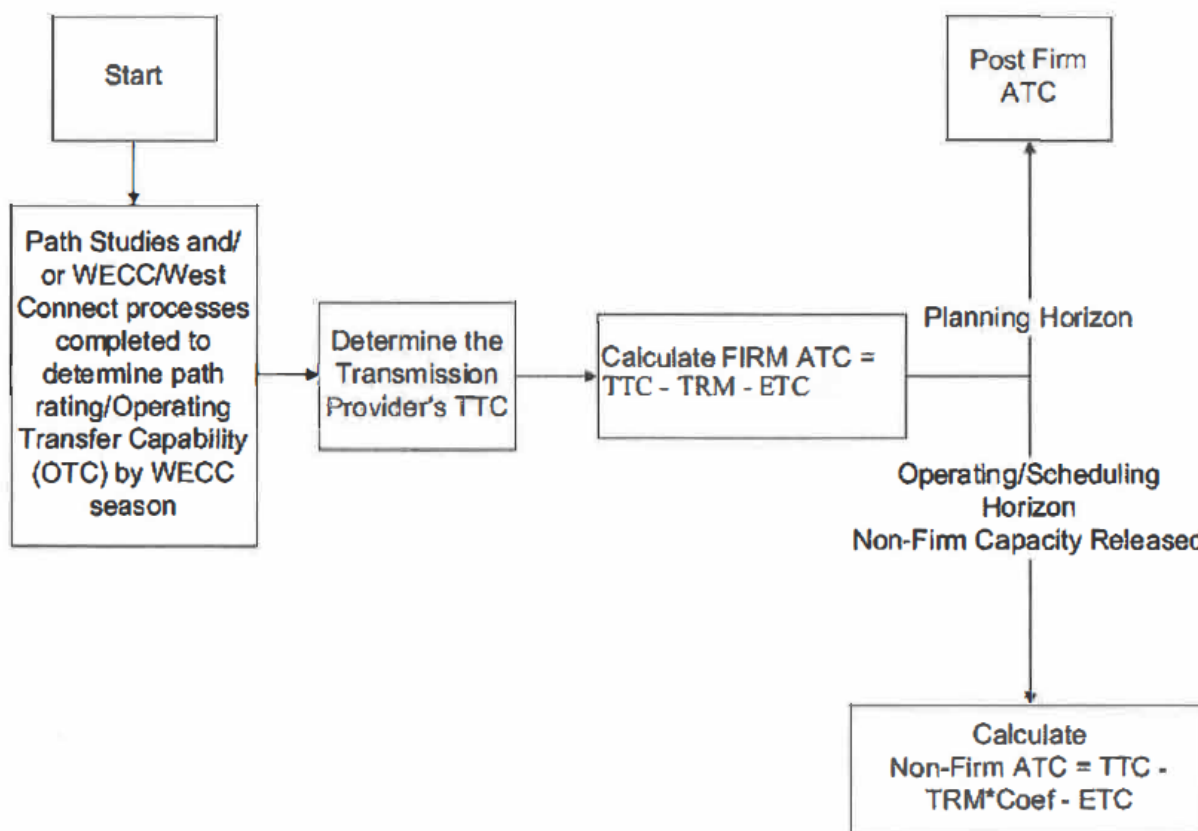 Start
Path Studies and/
or WECC/West
Connect processes
completed to
determine path
rating/Operating
Transfer Capability
(OTC) by WECC
season
Determine the
Transmission
Provider's TTC
Calculate FIRM ATC =
TTC - TRM - ETC
Post Firm
ATC
Planning Horizon
Operating/Scheduling
Horizon
Non-Firm Capacity Released
Calculate
Non-Firm ATC = TTC -
TRM*Coef - ETC